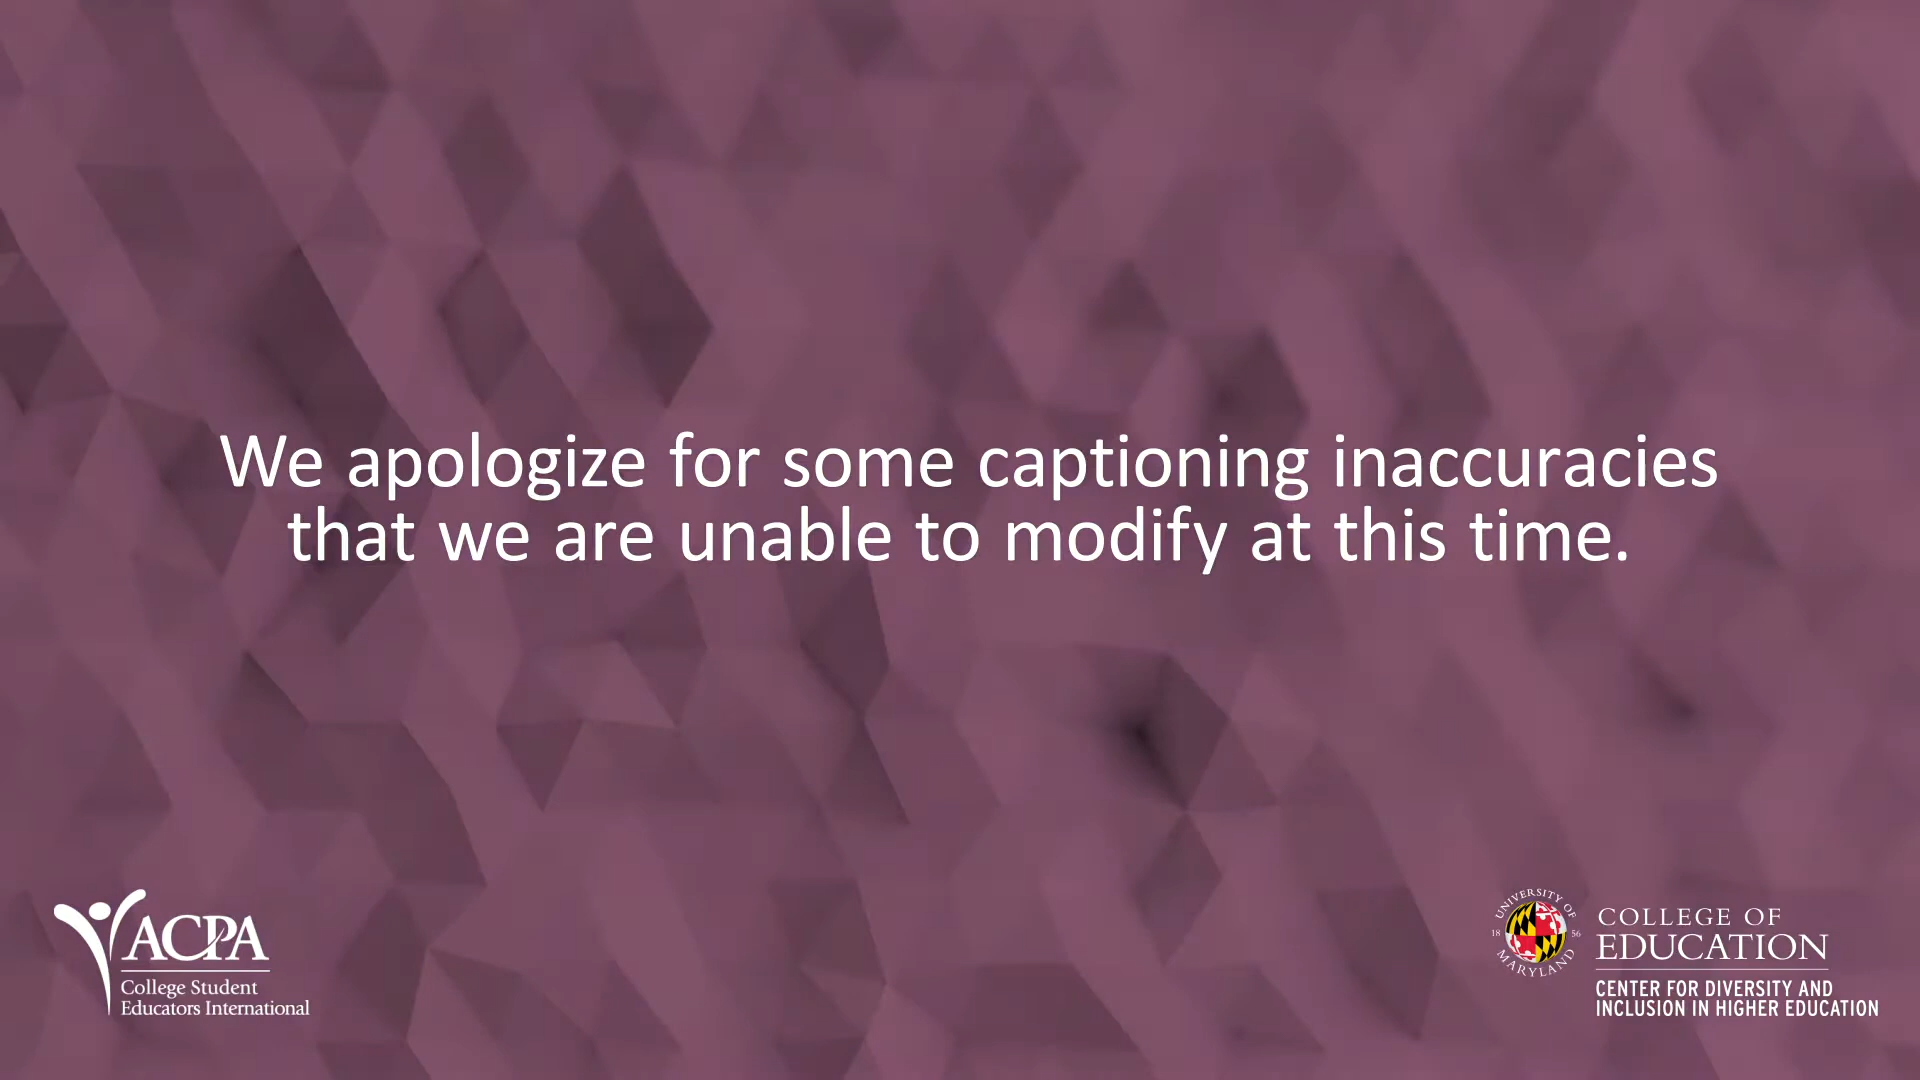 We apologize for some captioning inaccuracies
that we are unable to modify at this time.
ACPA
College Student
Educators International
UNIVERSITY OF
18 56
MARYLAND
COLLEGE OF
EDUCATION
CENTER FOR DIVERSITY AND
INCLUSION IN HIGHER EDUCATION